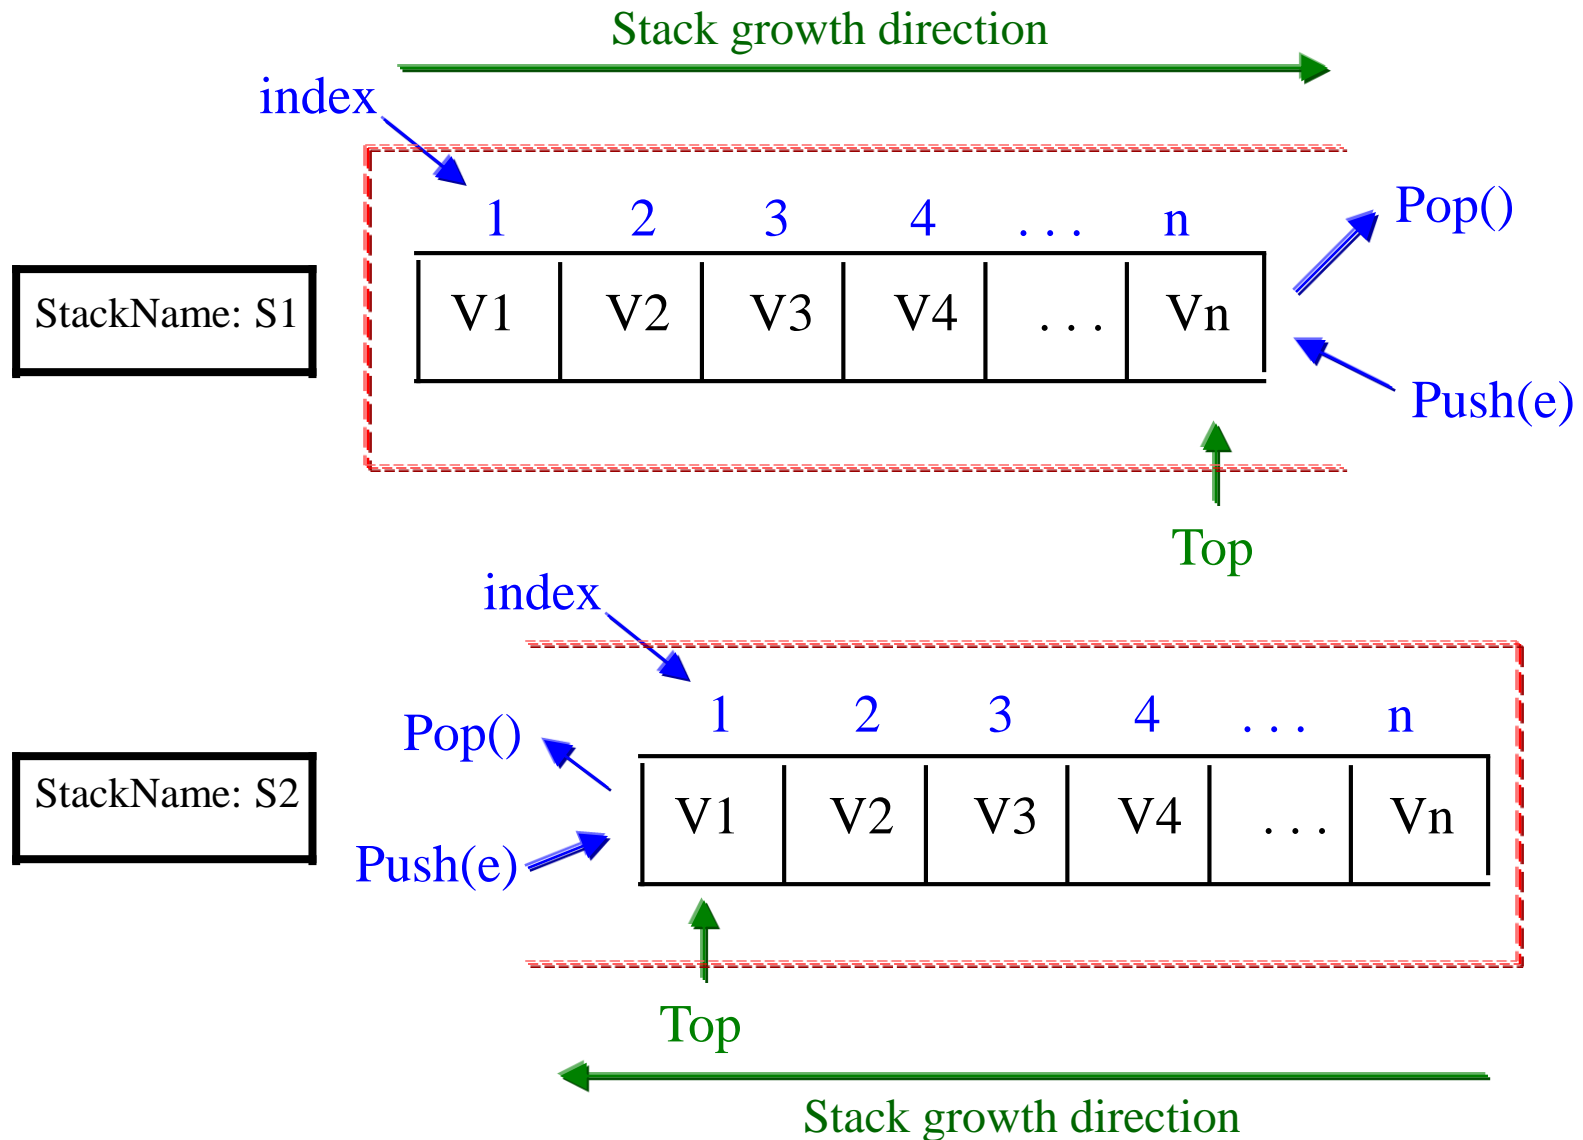 Stack growth direction
index
1 2 3 4 . . . n
Pop()
StackName: S1
V1 V2 V3 V4 . . . Vn
Push(e)
Top
index
1 2 3 4 . . . n
Pop()
StackName: S2
V1 V2 V3 V4 . . . Vn
Push(e)
Top
Stack growth direction